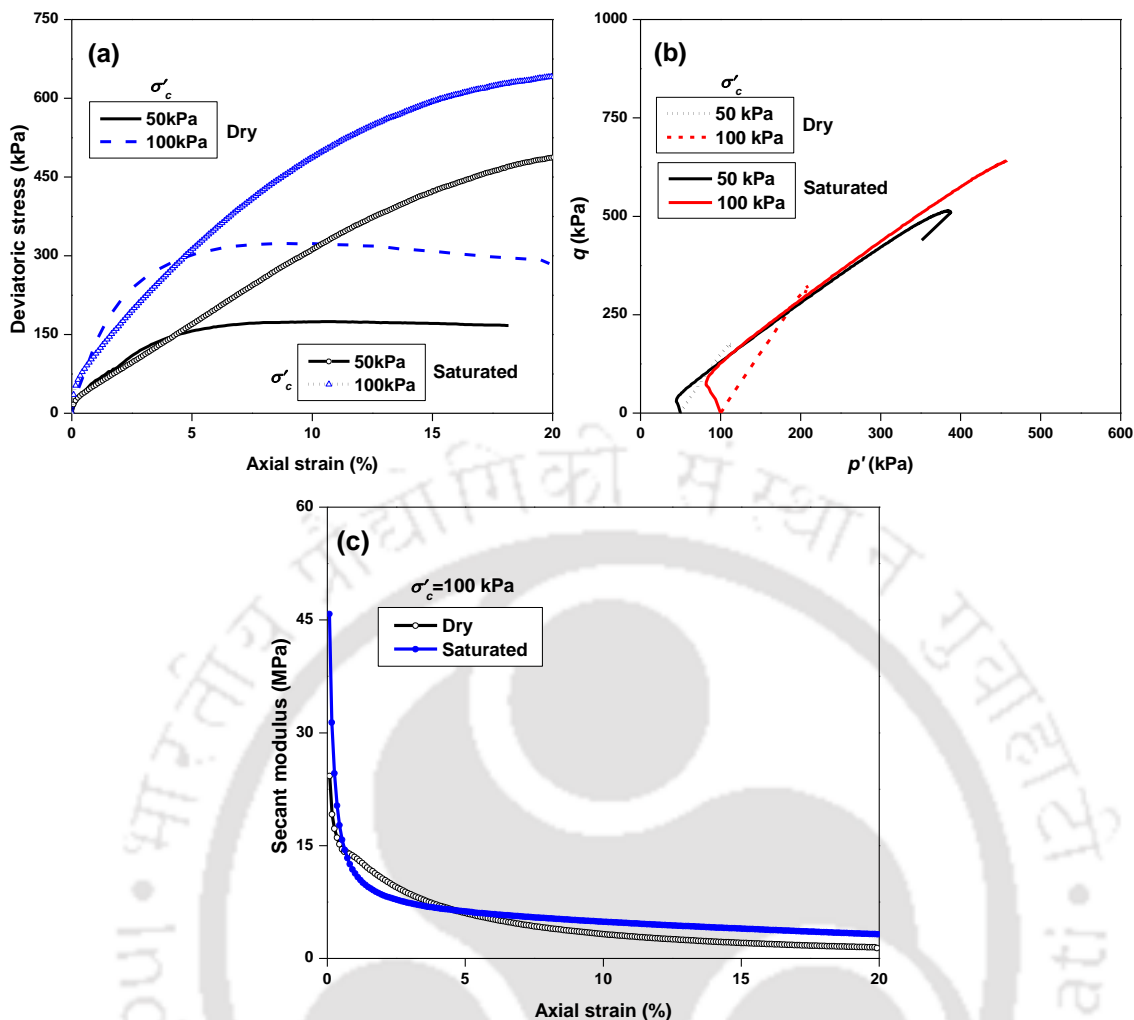 (a)
750
600
450
300
150
0
Deviatoric stress (kPa)
σ′c
50kPa
100kPa
Dry
σ′c
50kPa
100kPa
Saturated
0 5 10 15 20
Axial strain (%)
(b)
1000
750
500
250
0
q (kPa)
σ′c
50 kPa
100 kPa
Dry
50 kPa
100 kPa
Saturated
0 100 200 300 400 500 600
p' (kPa)
(c)
60
45
30
15
0
Secant modulus (MPa)
σ′c=100 kPa
Dry
Saturated
0 5 10 15 20
Axial strain (%)